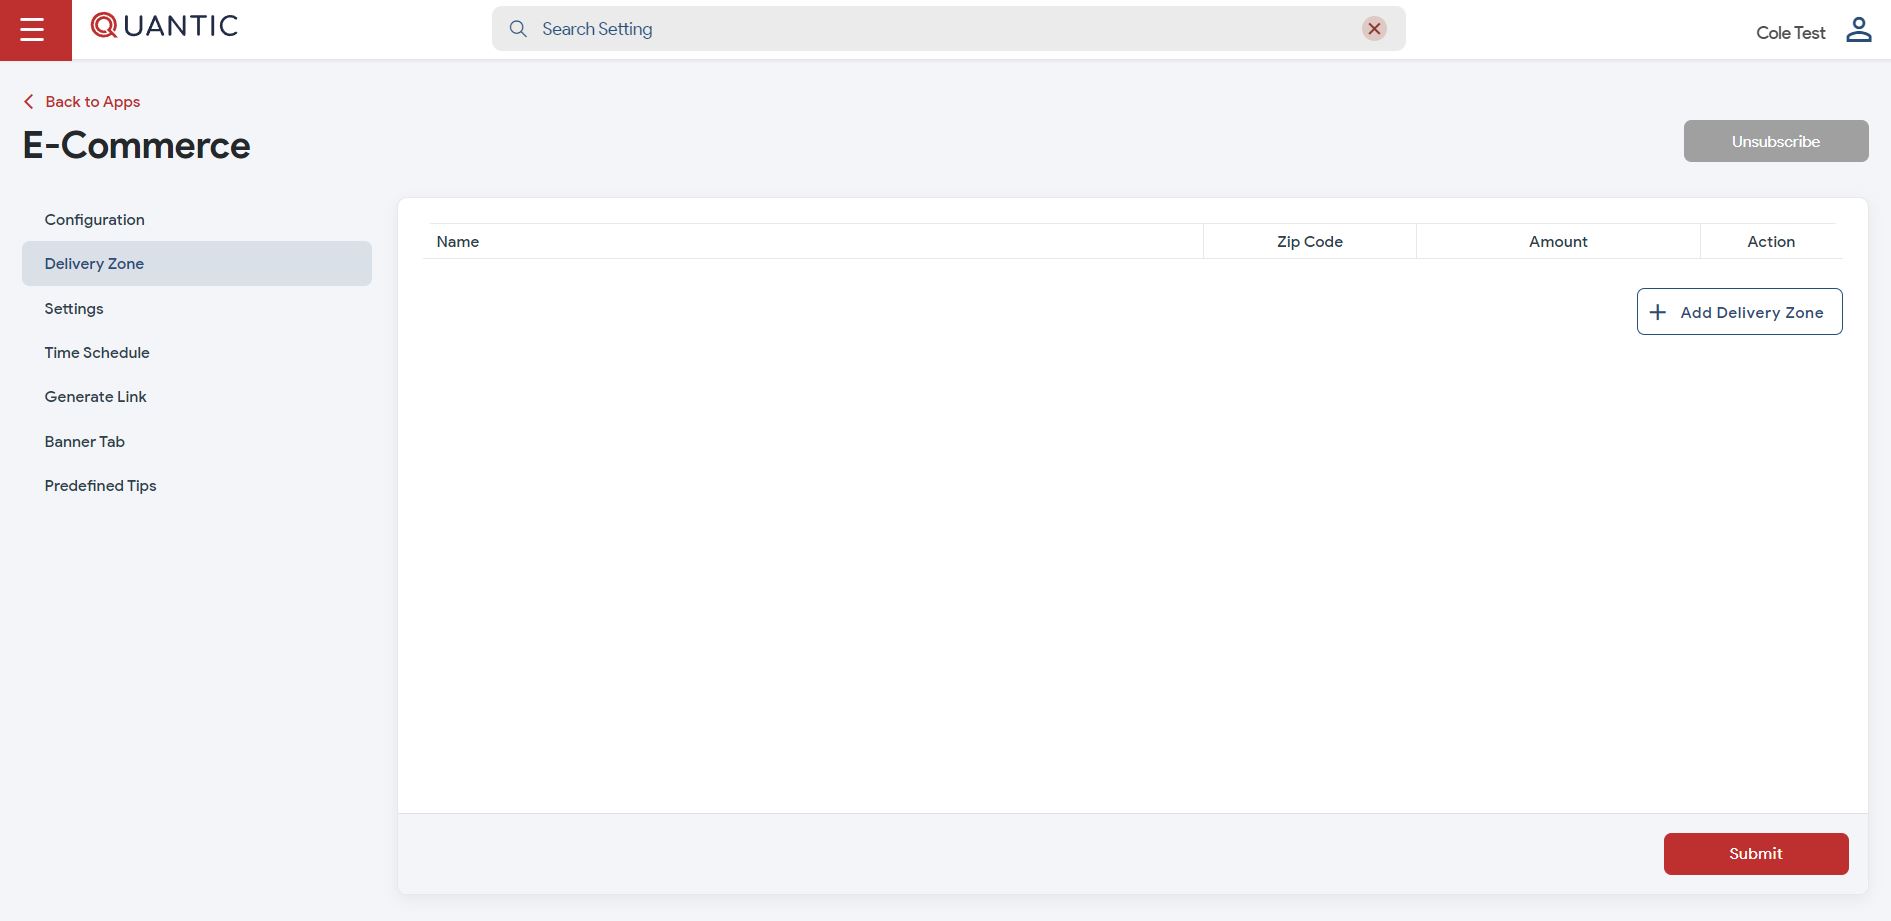 QUANTIC
Search Setting
Cole Test
Back to Apps
E-Commerce
Unsubscribe
Configuration
Delivery Zone
Settings
Time Schedule
Generate Link
Banner Tab
Predefined Tips
Name Zip Code Amount Action
+ Add Delivery Zone
Submit